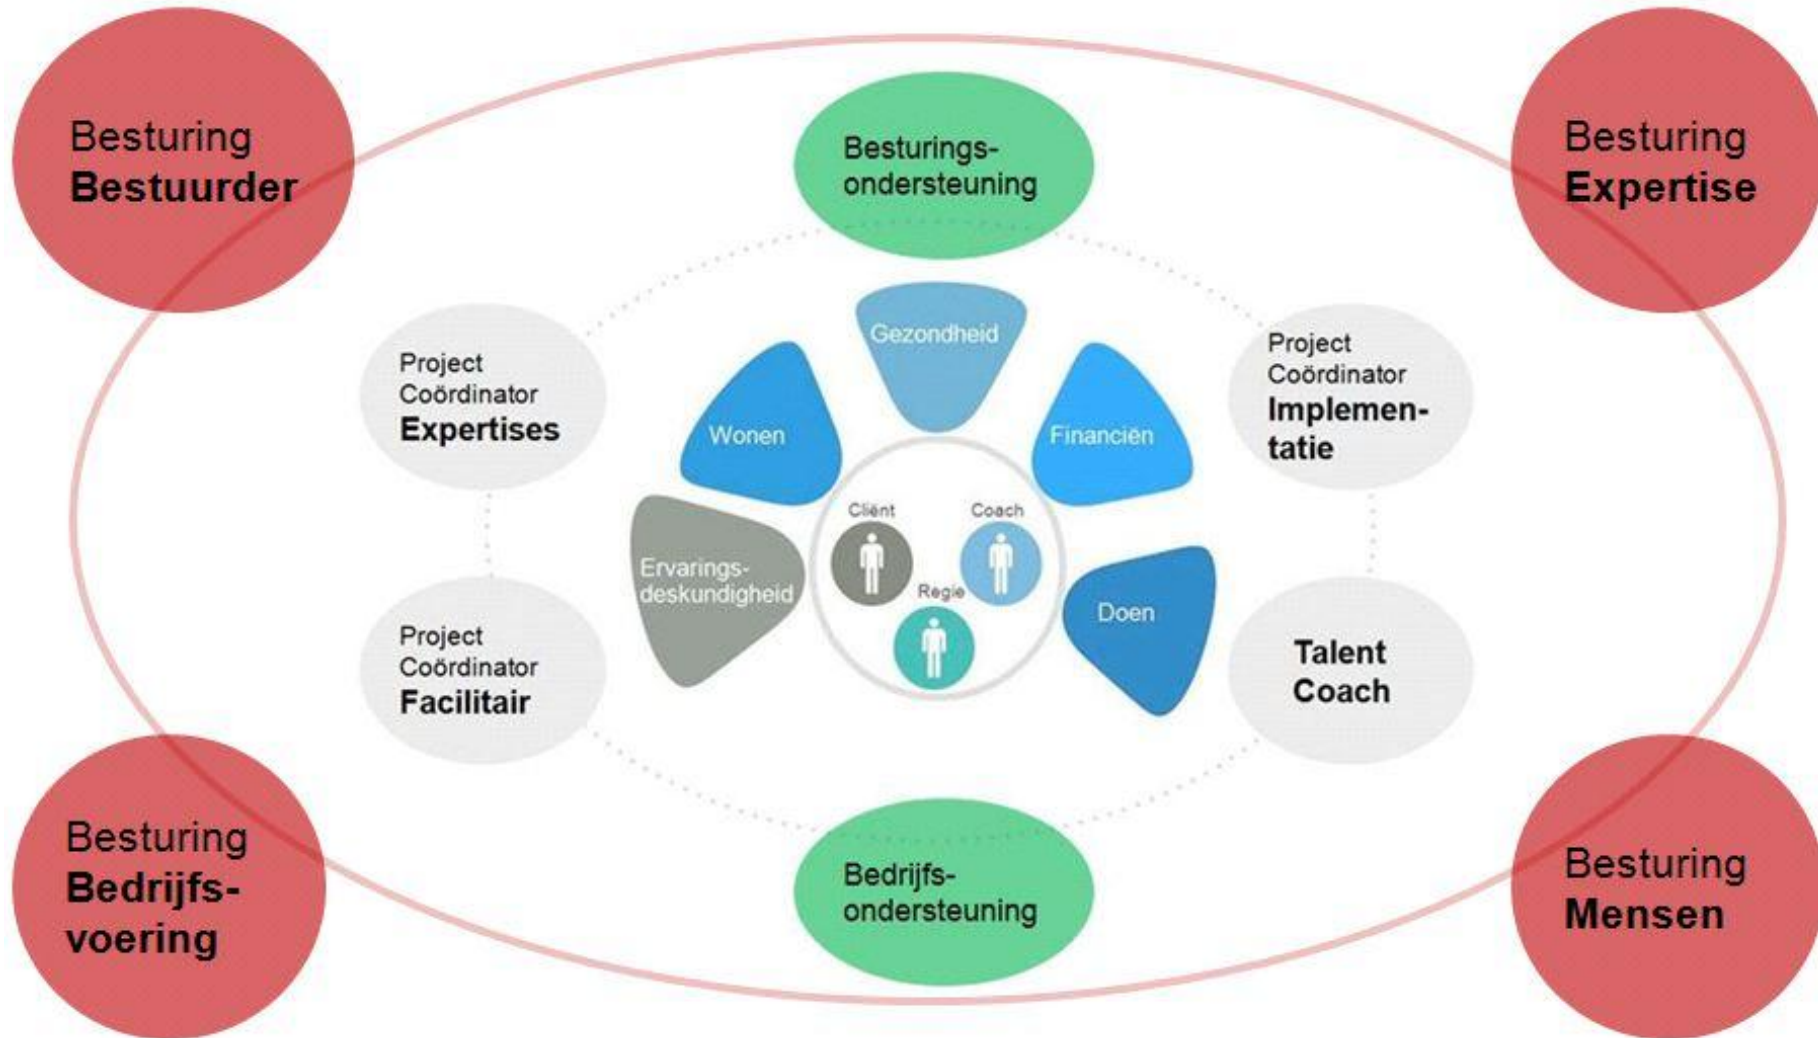 Besturing
Bestuurder
Besturings-
ondersteuning
Besturing
Expertise
Project
Coördinator
Expertises
Gezondheid
Project
Coördinator
Implemen-
tatie
Wonen
Financiën
Cliënt
Coach
Regie
Ervarings-
deskundigheid
Doen
Project
Coördinator
Facilitair
Talent
Coach
Besturing
Bedrijfs-
voering
Bedrijfs-
ondersteuning
Besturing
Mensen